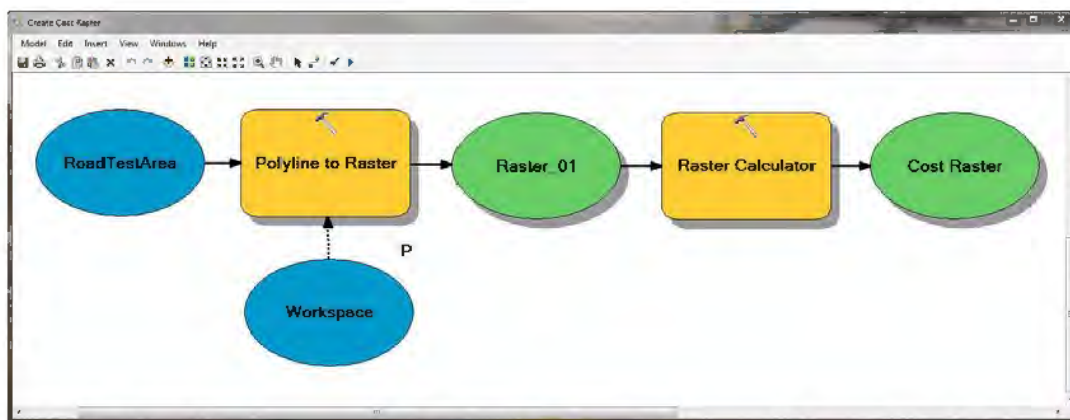 Create Cost Raster
Model Edit Insert View Windows Help
RoadTestArea
Polyline to Raster
Raster_01
Raster Calculator
Cost Raster
P
Workspace